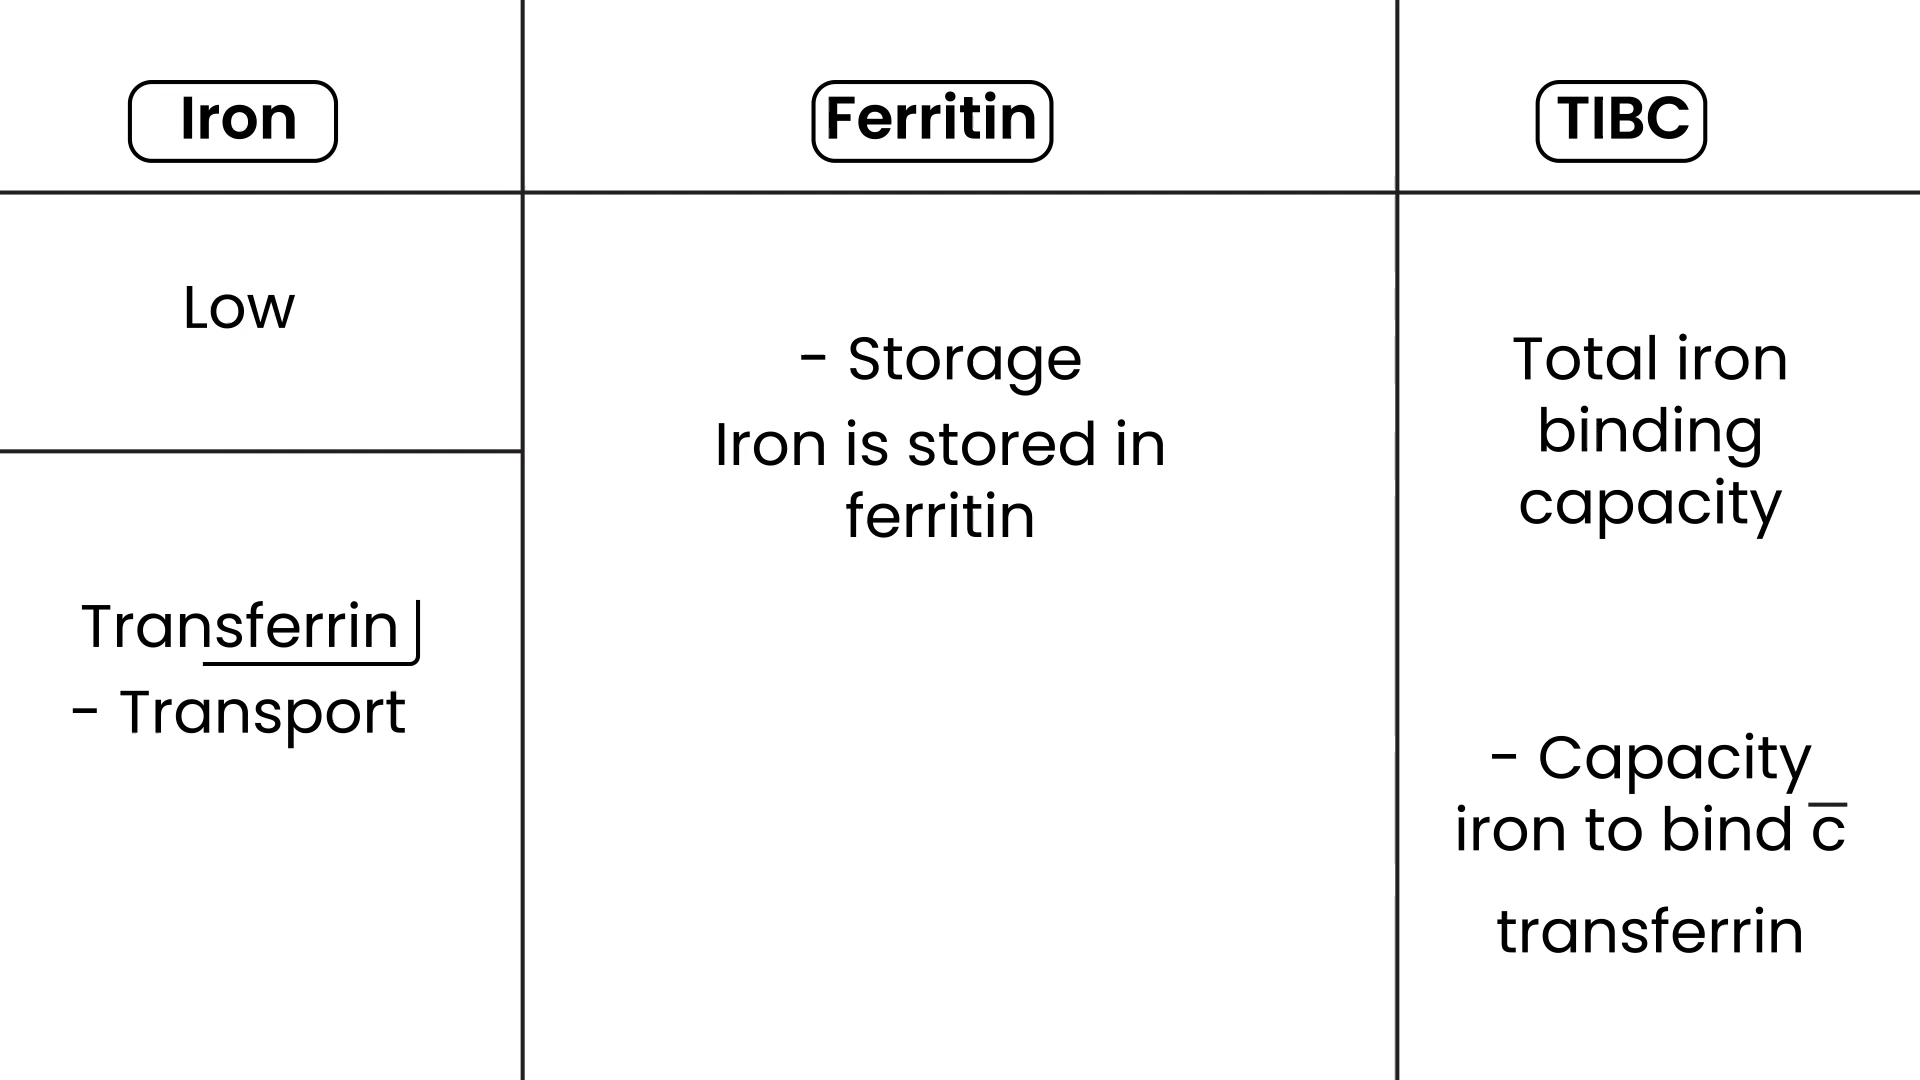 Iron
Ferritin
TIBC
Low
Transferrin
- Transport
- Storage
Iron is stored in
ferritin
Total iron
binding
capacity
- Capacity
iron to bind c̅
transferrin